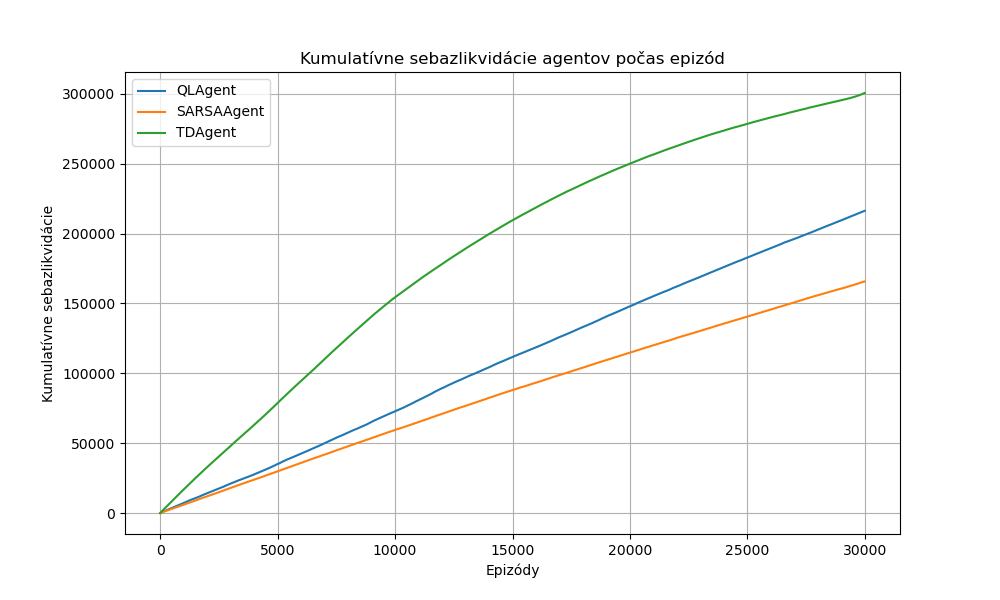 Kumulatívne sebazlikvidácie agentov počas epizód
QLAgent
SARSAAgent
TDAgent
Kumulatívne sebazlikvidácie
300000
250000
200000
150000
100000
50000
0
0
5000
10000
15000
20000
25000
30000
Epizódy